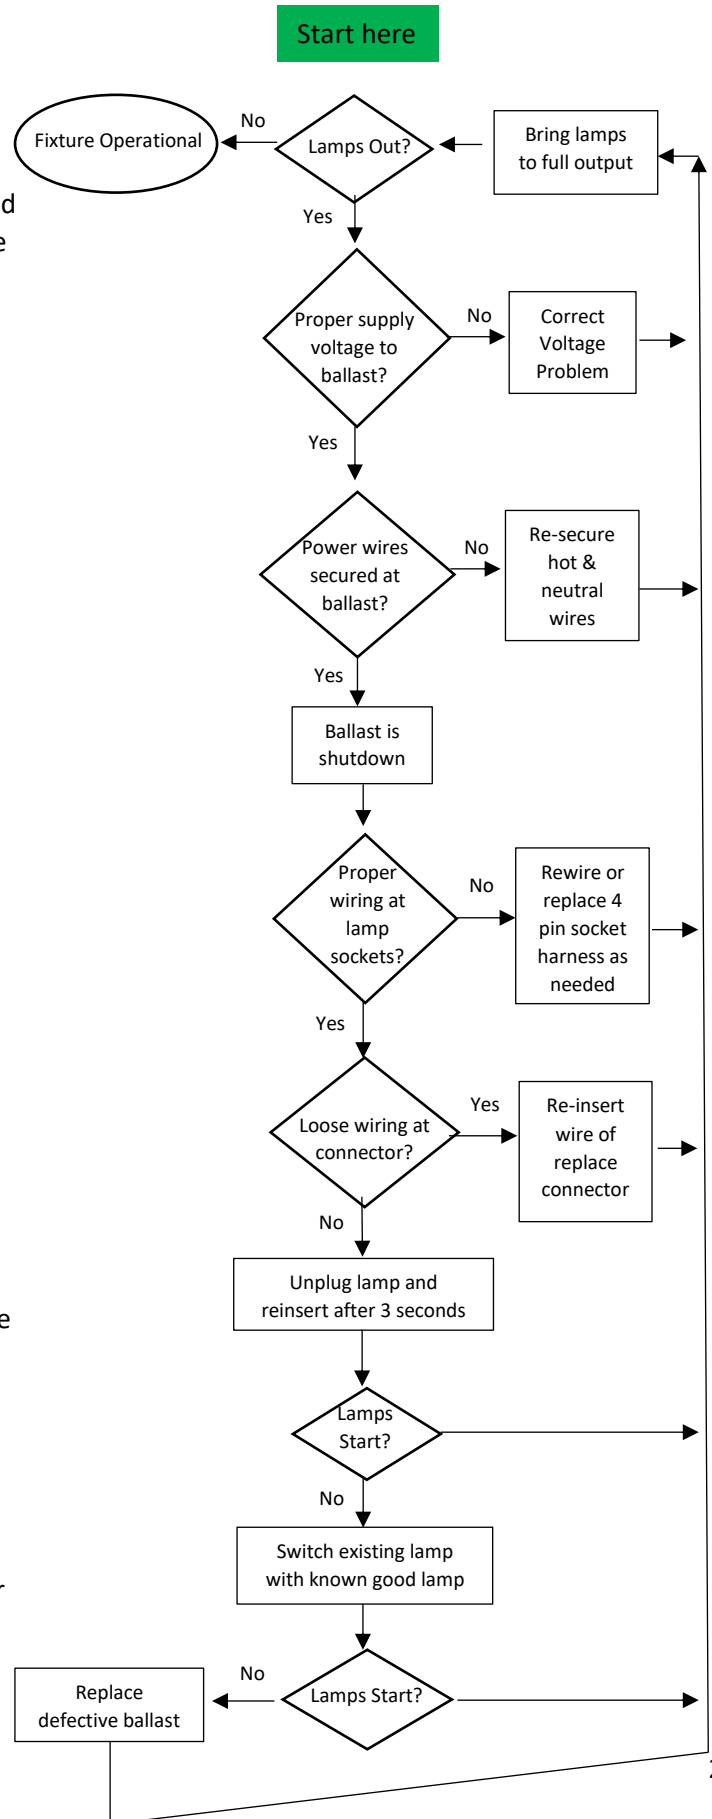 Start here
No
Fixture Operational
Lamps Out?
Bring lamps
to full output
d
e
Yes
Proper supply
voltage to
ballast?
No
Correct
Voltage
Problem
Yes
Power wires
secured at
ballast?
No
Re-secure
hot &
neutral
wires
Yes
Ballast is
shutdown
Proper
wiring at
lamp
sockets?
No
Rewire or
replace 4
pin socket
harness as
needed
Yes
Loose wiring at
connector?
Yes
Re-insert
wire of
replace
connector
No
Unplug lamp and
reinsert after 3 seconds
e
Lamps
Start?
No
Switch existing lamp
with known good lamp
r
Lamps Start?
No
Replace
defective ballast